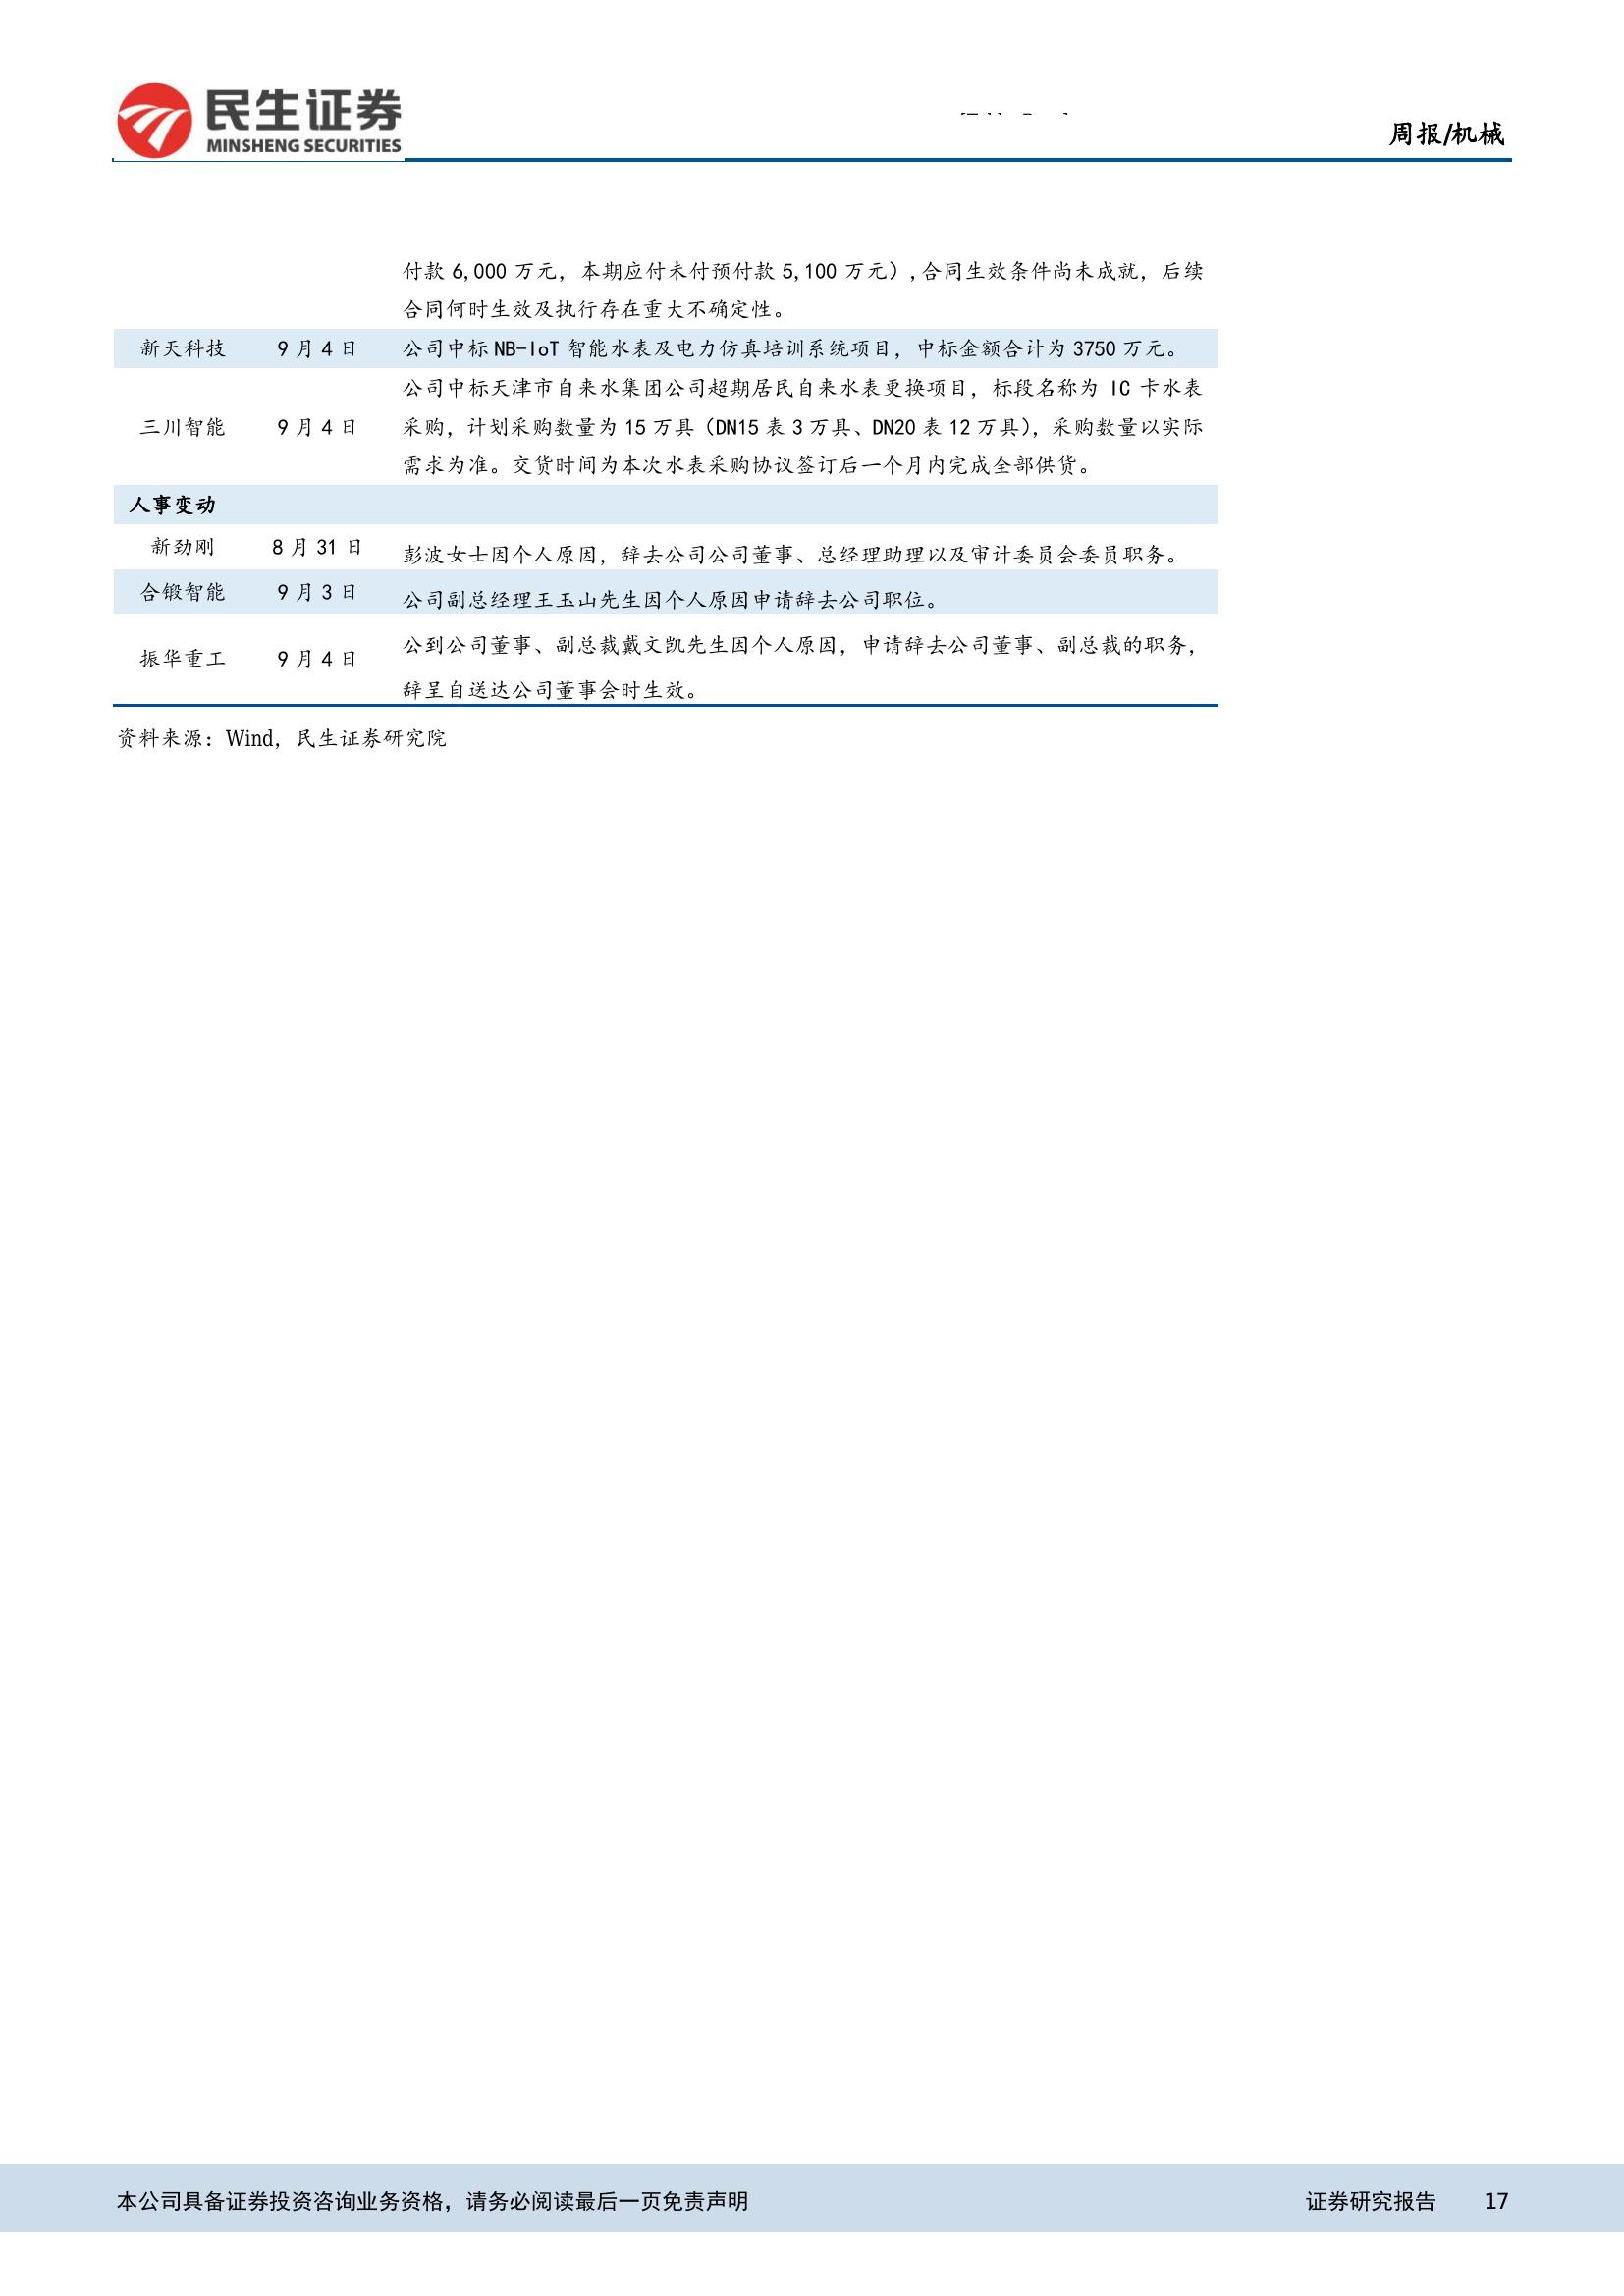 民生证券
MINSHENG SECURITIES
周报/机械
付款 6,000 万元，本期应付未付预付款 5,100 万元）,合同生效条件尚未成就，后续
合同何时生效及执行存在重大不确定性。
新天科技 9 月 4 日 公司中标 NB-IoT 智能水表及电力仿真培训系统项目，中标金额合计为 3750 万元。
公司中标天津市自来水集团公司超期居民自来水表更换项目，标段名称为 IC 卡水表
三川智能 9 月 4 日 采购，计划采购数量为 15 万具（DN15 表 3 万具、DN20 表 12 万具），采购数量以实际
需求为准。交货时间为本次水表采购协议签订后一个月内完成全部供货。
人事变动
新劲刚 8 月 31 日 彭波女士因个人原因，辞去公司公司董事、总经理助理以及审计委员会委员职务。
合锻智能 9 月 3 日 公司副总经理王玉山先生因个人原因申请辞去公司职位。
振华重工 9 月 4 日 公到公司董事、副总裁戴文凯先生因个人原因，申请辞去公司董事、副总裁的职务，
辞呈自送达公司董事会时生效。
资料来源：Wind，民生证券研究院
本公司具备证券投资咨询业务资格，请务必阅读最后一页免责声明 证券研究报告 17